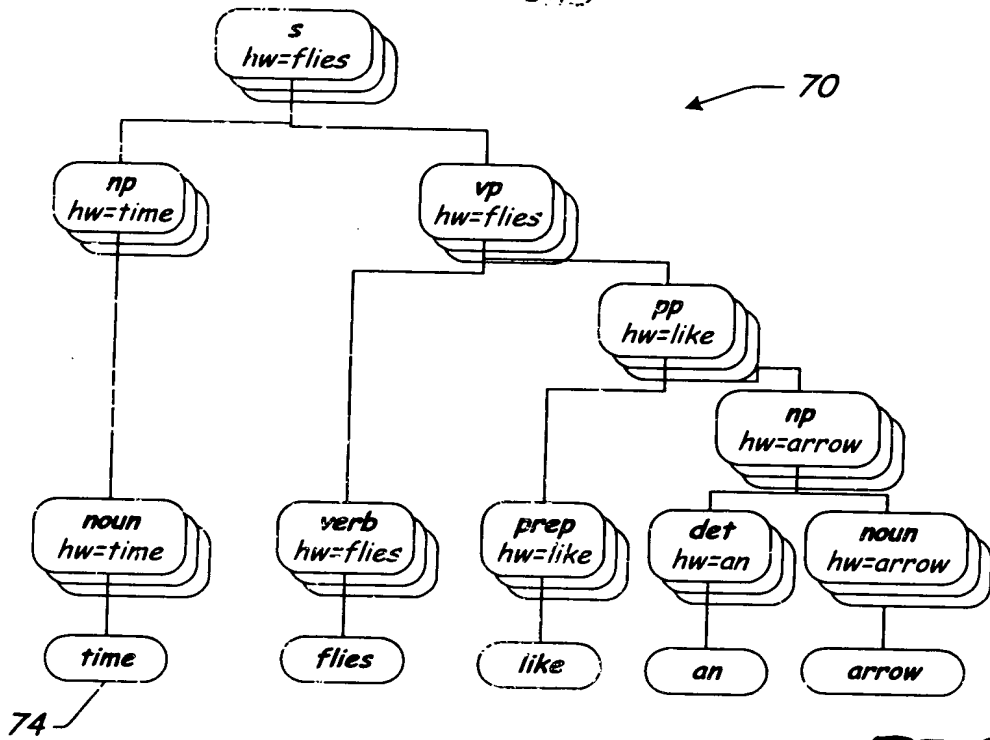 s
hw=flies
70
np
hw=time
vp
hw=flies
pp
hw=like
np
hw=arrow
noun
hw=time
verb
hw=flies
prep
hw=like
det
hw=an
noun
hw=arrow
time
flies
like
an
arrow
74